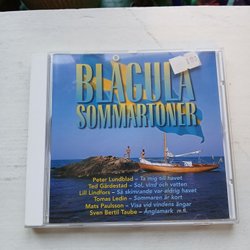 BLÅGULA
SOMMARTONER
Peter Lundblad – Ta mig till havet
Ted Gärdestad – Sol, vind och vatten
Lill Lindfors – Så skimrande var aldrig havet
Tomas Ledin – Sommaren är kort
Mats Paulsson – Visa vid vindens ängar
Sven Bertil Taube – Änglamark m.fl.